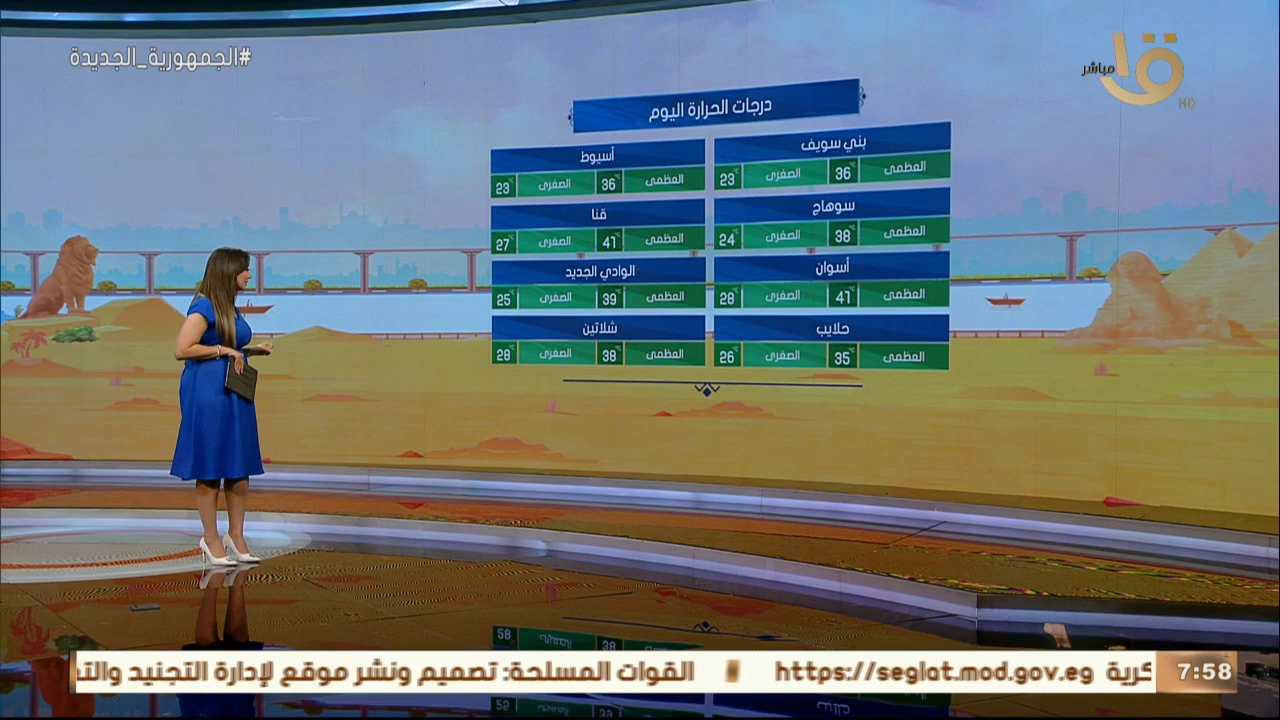 #الجمهورية_الجديدة
مباشر
HD
درجات الحرارة اليوم
بني سويف
العظمى 36 الصغرى 23
أسيوط
العظمى 36 الصغرى 23
سوهاج
العظمى 38 الصغرى 24
قنا
العظمى 41 الصغرى 27
أسوان
العظمى 41 الصغرى 28
الوادي الجديد
العظمى 39 الصغرى 25
حلايب
العظمى 35 الصغرى 26
شلاتين
العظمى 38 الصغرى 28
7:58
كرية https://seglat.mod.gov.eg القوات المسلحة: تصميم ونشر موقع لإدارة التجنيد والتج